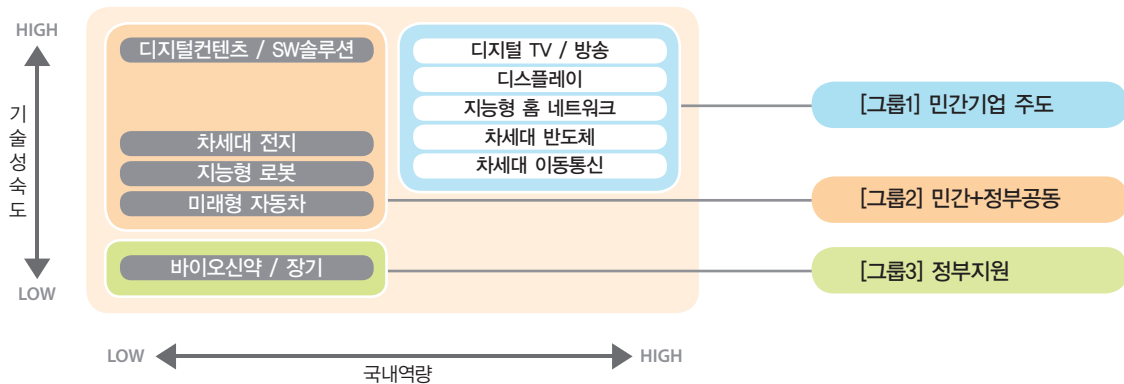 HIGH
기술성숙도
LOW
디지털컨텐츠 / SW솔루션
차세대 전지
지능형 로봇
미래형 자동차
바이오신약 / 장기
디지털 TV / 방송
디스플레이
지능형 홈 네트워크
차세대 반도체
차세대 이동통신
[그룹1] 민간기업 주도
[그룹2] 민간+정부공동
[그룹3] 정부지원
LOW
HIGH
국내역량